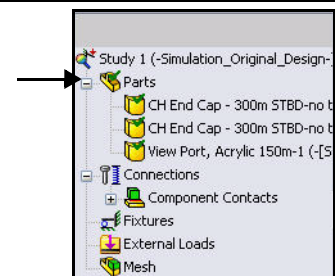 Study 1 (-Simulation_Original_Design-
Parts
CH End Cap - 300m STBD-no t
CH End Cap - 300m STBD-no t
View Port, Acrylic 150m-1 (-[S
Connections
Component Contacts
Fixtures
External Loads
Mesh